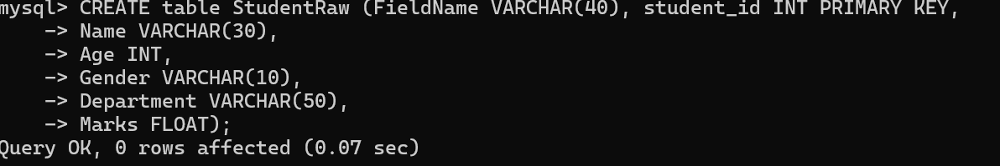 mysql> CREATE table StudentRaw (FieldName VARCHAR(40), student_id INT PRIMARY KEY,
    -> Name VARCHAR(30),
    -> Age INT,
    -> Gender VARCHAR(10),
    -> Department VARCHAR(50),
    -> Marks FLOAT);
Query OK, 0 rows affected (0.07 sec)